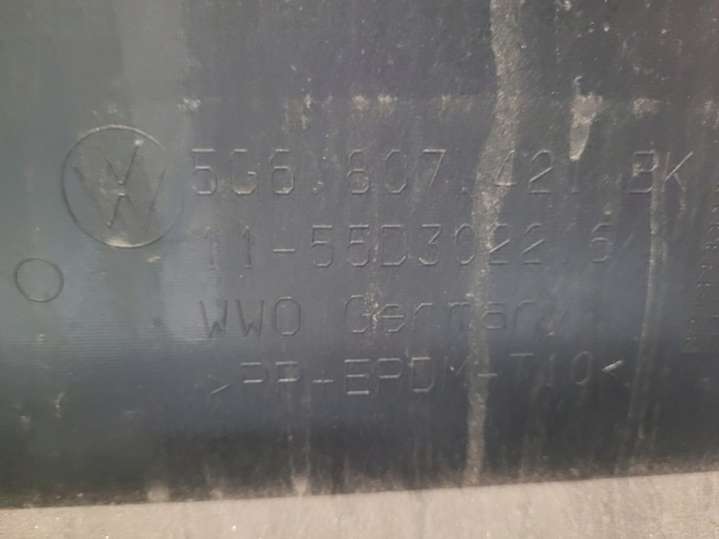 5G6.807.421 BK
11-55D3022.6
WWO Germany
>PP-EPDM-T10<